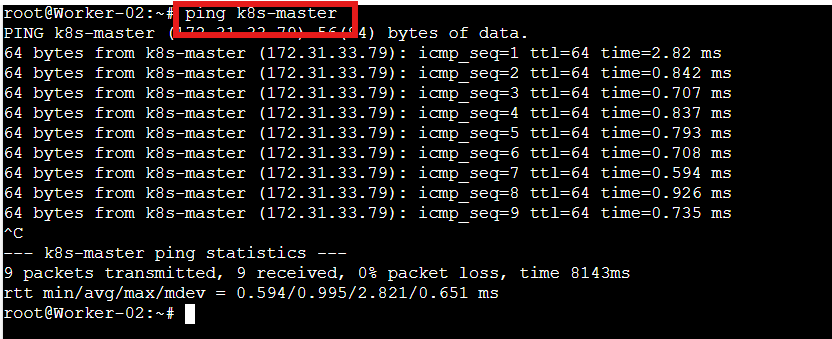 root@Worker-02:~# ping k8s-master
PING k8s-master (172.31.33.79) 56(84) bytes of data.
64 bytes from k8s-master (172.31.33.79): icmp_seq=1 ttl=64 time=2.82 ms
64 bytes from k8s-master (172.31.33.79): icmp_seq=2 ttl=64 time=0.842 ms
64 bytes from k8s-master (172.31.33.79): icmp_seq=3 ttl=64 time=0.707 ms
64 bytes from k8s-master (172.31.33.79): icmp_seq=4 ttl=64 time=0.837 ms
64 bytes from k8s-master (172.31.33.79): icmp_seq=5 ttl=64 time=0.793 ms
64 bytes from k8s-master (172.31.33.79): icmp_seq=6 ttl=64 time=0.708 ms
64 bytes from k8s-master (172.31.33.79): icmp_seq=7 ttl=64 time=0.594 ms
64 bytes from k8s-master (172.31.33.79): icmp_seq=8 ttl=64 time=0.926 ms
64 bytes from k8s-master (172.31.33.79): icmp_seq=9 ttl=64 time=0.735 ms
^C
--- k8s-master ping statistics ---
9 packets transmitted, 9 received, 0% packet loss, time 8143ms
rtt min/avg/max/mdev = 0.594/0.995/2.821/0.651 ms
root@Worker-02:~#